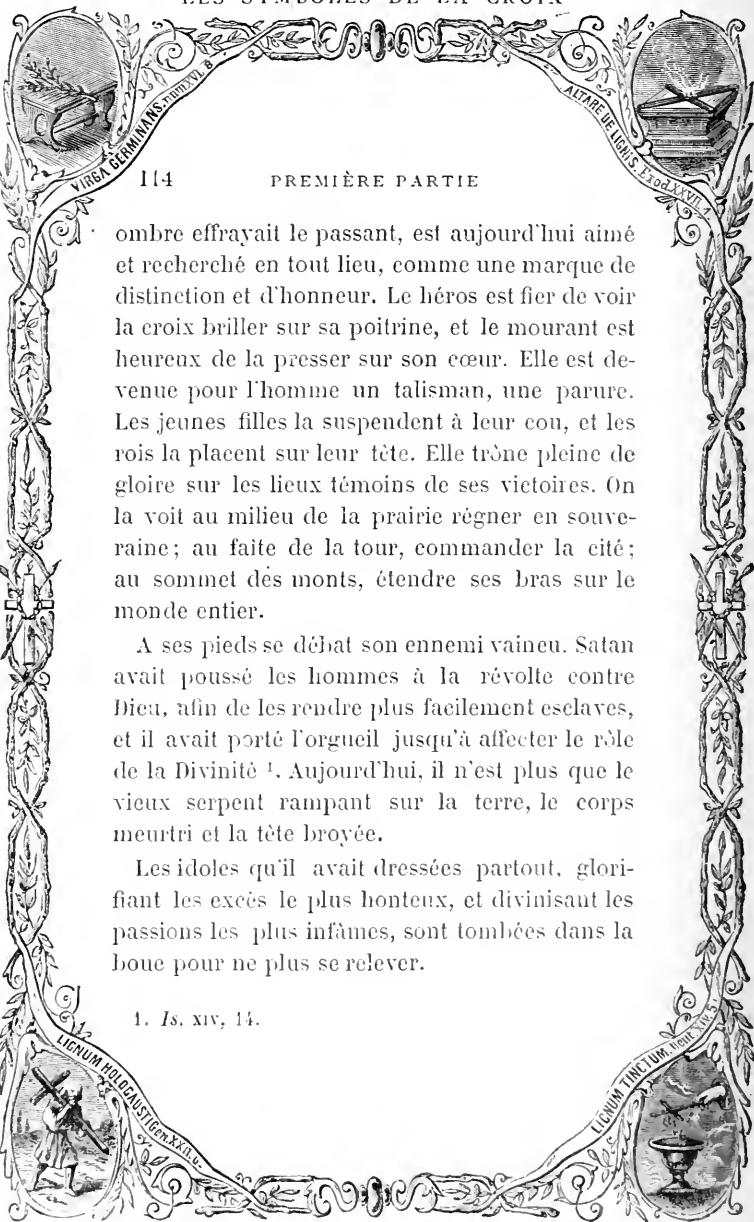 LES SYMBOLES DE LA CROIX
VIRGA GERMINANS. num XVI. 8
ALTARE DE LIGNIS. Exod. XXVII. 1.
114 PREMIÈRE PARTIE
ombre effrayait le passant, est aujourd'hui aimé
et recherché en tout lieu, comme une marque de
distinction et d'honneur. Le héros est fier de voir
la croix briller sur sa poitrine, et le mourant est
heureux de la presser sur son cœur. Elle est de-
venue pour l'homme un talisman, une parure.
Les jeunes filles la suspendent à leur cou, et les
rois la placent sur leur tète. Elle trône pleine de
gloire sur les lieux témoins de ses victoires. On
la voit au milieu de la prairie régner en souve-
raine; au faite de la tour, commander la cité;
au sommet des monts, étendre ses bras sur le
monde entier.
A ses pieds se débat son ennemi vaincu. Satan
avait poussé les hommes à la révolte contre
Dieu, afin de les rendre plus facilement esclaves,
et il avait porté l'orgueil jusqu'à affecter le rôle
de la Divinité 1. Aujourd'hui, il n'est plus que le
vieux serpent rampant sur la terre, le corps
meurtri et la tète broyée.
Les idoles qu'il avait dressées partout, glori-
fiant les excès le plus honteux, et divinisant les
passions les plus infâmes, sont tombées dans la
boue pour ne plus se relever.
1. Is. XIV, 14.
LIGNUM HOLOCAUSTI Gen. XXII. 6.
LIGNUM TINCTUM.